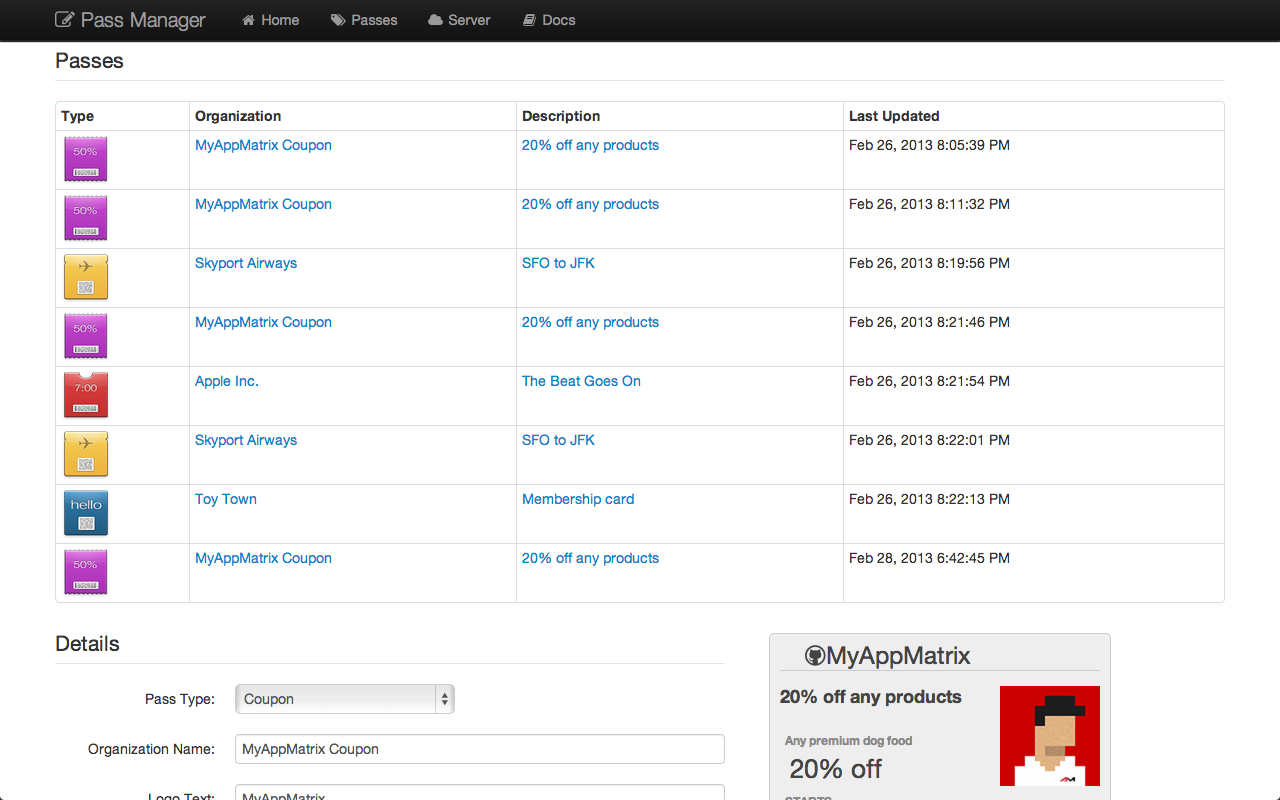 Pass Manager Home Passes Server Docs
Passes
Type Organization Description Last Updated
50% MyAppMatrix Coupon 20% off any products Feb 26, 2013 8:05:39 PM
50% MyAppMatrix Coupon 20% off any products Feb 26, 2013 8:11:32 PM
Skyport Airways SFO to JFK Feb 26, 2013 8:19:56 PM
50% MyAppMatrix Coupon 20% off any products Feb 26, 2013 8:21:46 PM
7:00 Apple Inc. The Beat Goes On Feb 26, 2013 8:21:54 PM
Skyport Airways SFO to JFK Feb 26, 2013 8:22:01 PM
hello Toy Town Membership card Feb 26, 2013 8:22:13 PM
50% MyAppMatrix Coupon 20% off any products Feb 28, 2013 6:42:45 PM
Details
Pass Type: Coupon
Organization Name: MyAppMatrix Coupon
Logo Text: MyAppMatrix
MyAppMatrix
20% off any products
Any premium dog food
20% off
STARTS